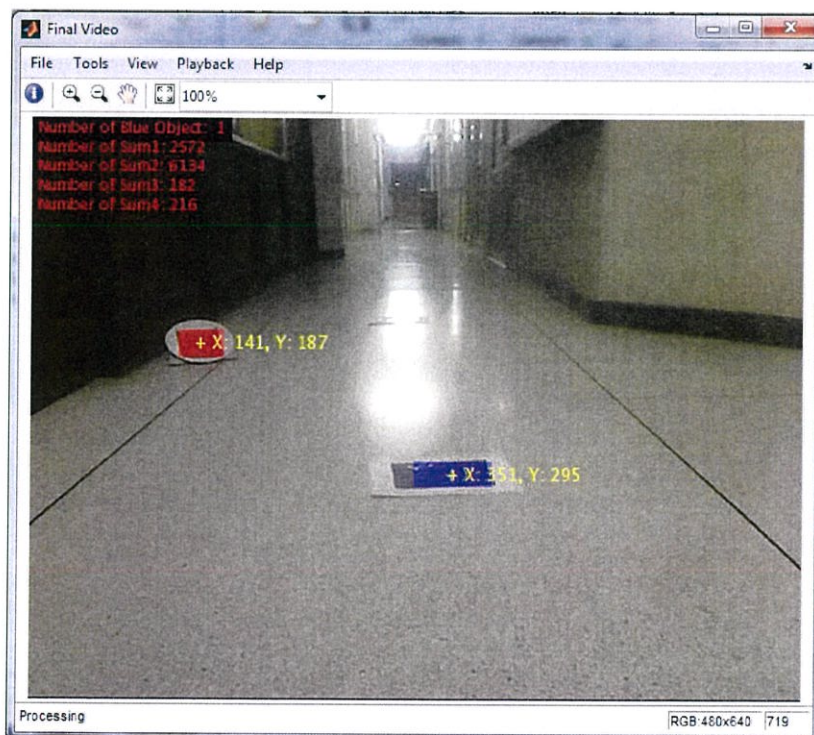 Final Video
File Tools View Playback Help
100%
Number of Blue Object: 1
Number of Sum1: 2572
Number of Sum2: 6134
Number of Sum3: 182
Number of Sum4: 216
+ X: 141, Y: 187
+ X: 351, Y: 295
Processing
RGB:480x640 719